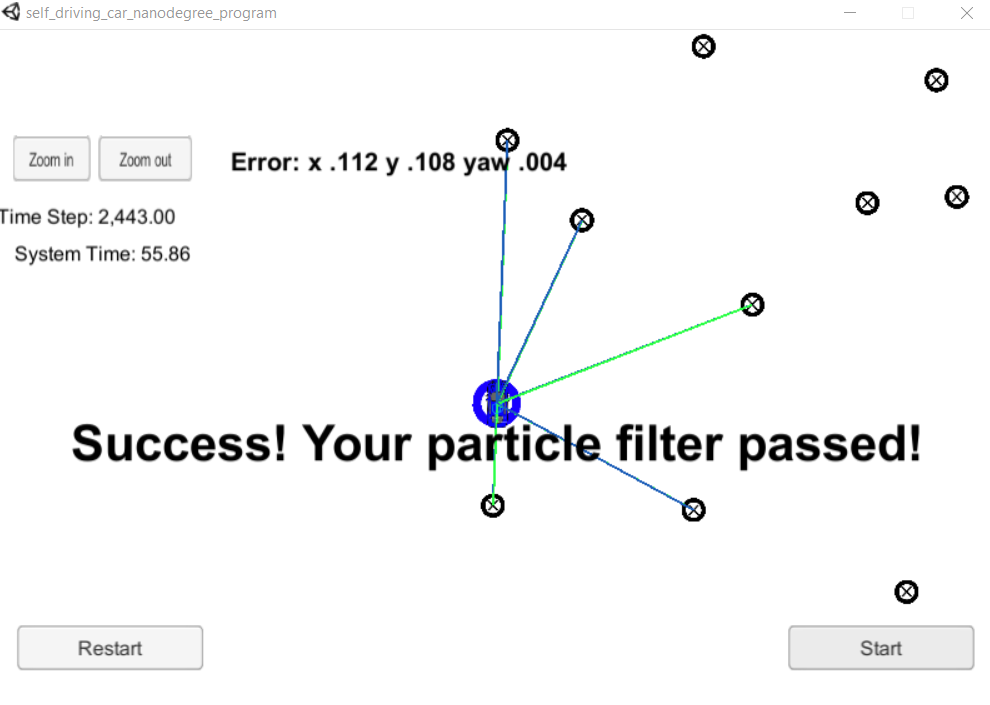 self_driving_car_nanodegree_program
Zoom in
Zoom out
Error: x .112 y .108 yaw .004
Time Step: 2,443.00
System Time: 55.86
Success! Your particle filter passed!
Restart
Start